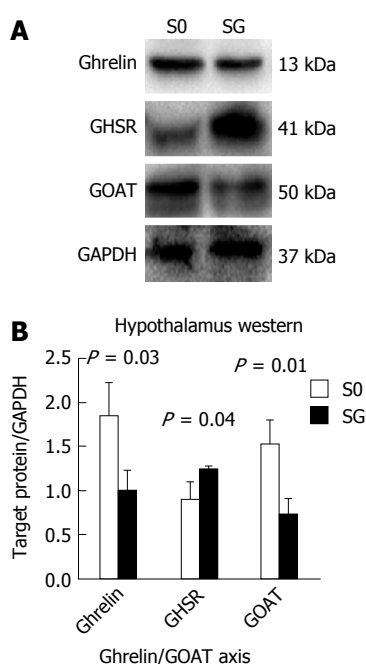 A
S0 SG
Ghrelin 13 kDa
GHSR 41 kDa
GOAT 50 kDa
GAPDH 37 kDa
B
Hypothalamus western
Target protein/GAPDH
2.5
2.0
1.5
1.0
0.5
0.0
P = 0.03
P = 0.04
P = 0.01
S0
SG
Ghrelin
GHSR
GOAT
Ghrelin/GOAT axis